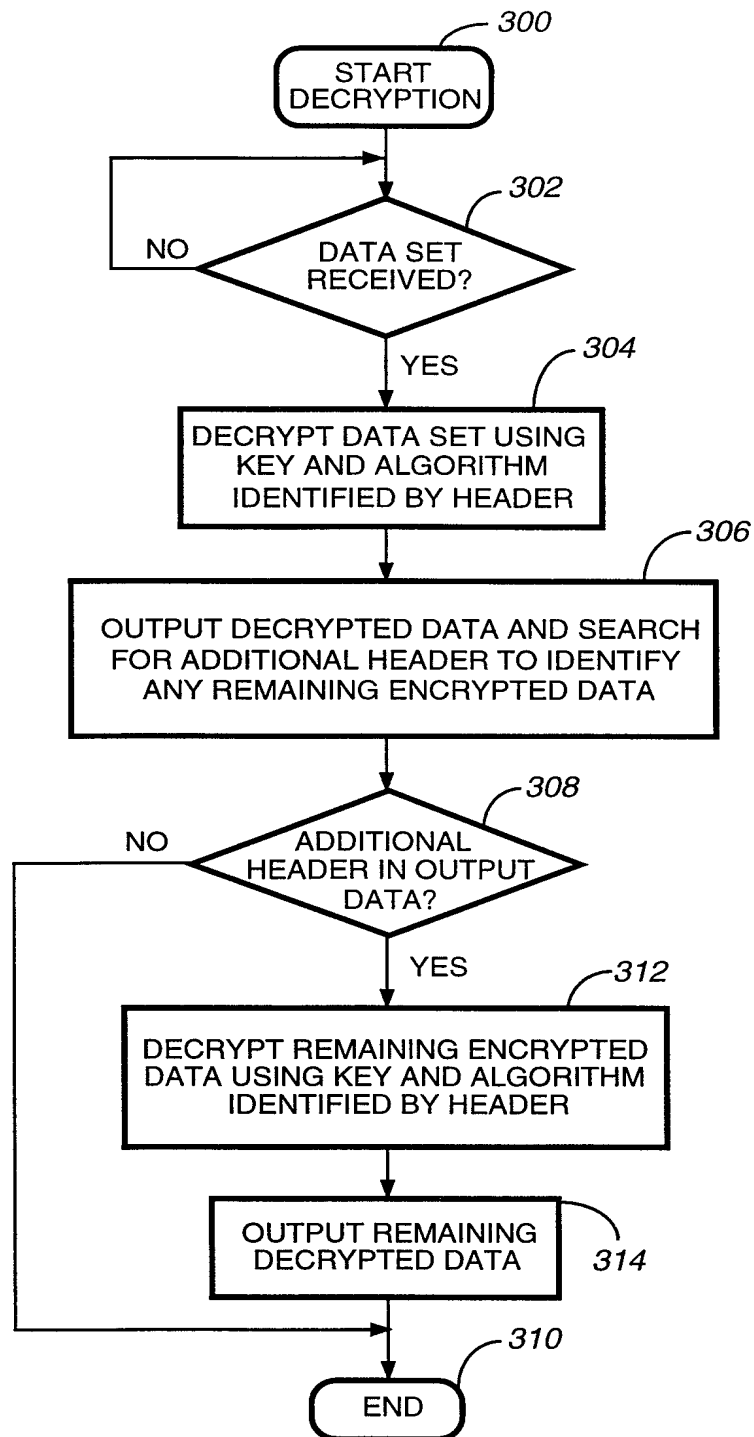 300
START
DECRYPTION
302
DATA SET
RECEIVED?
NO
YES
304
DECRYPT DATA SET USING
KEY AND ALGORITHM
IDENTIFIED BY HEADER
306
OUTPUT DECRYPTED DATA AND SEARCH
FOR ADDITIONAL HEADER TO IDENTIFY
ANY REMAINING ENCRYPTED DATA
308
NO
ADDITIONAL
HEADER IN OUTPUT
DATA?
YES
312
DECRYPT REMAINING ENCRYPTED
DATA USING KEY AND ALGORITHM
IDENTIFIED BY HEADER
OUTPUT REMAINING
DECRYPTED DATA
314
310
END